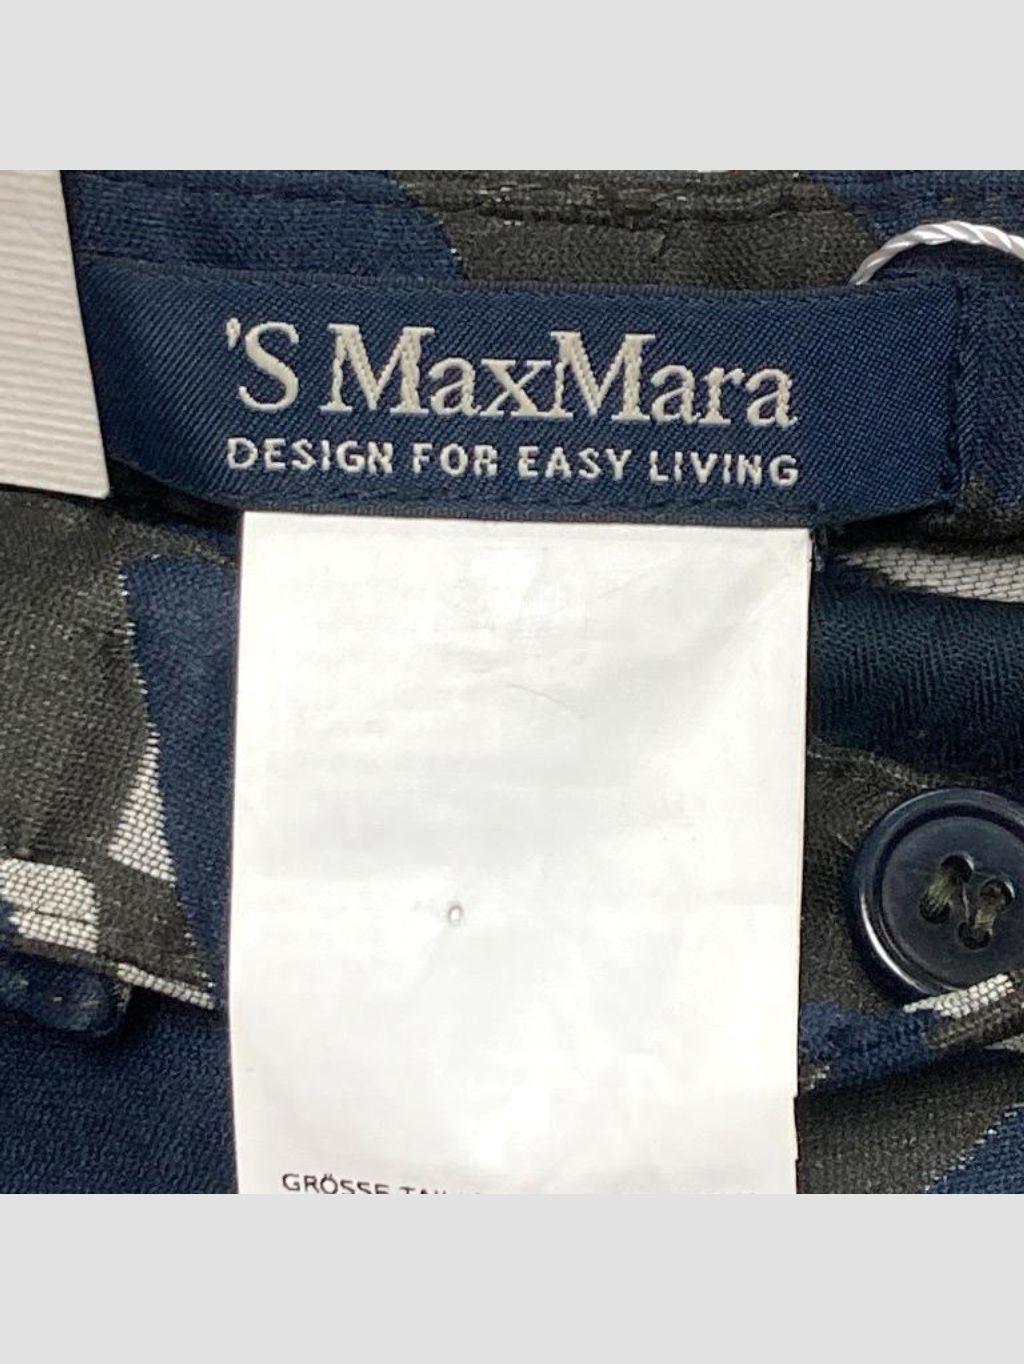 'S MaxMara
DESIGN FOR EASY LIVING
GRÖSSE